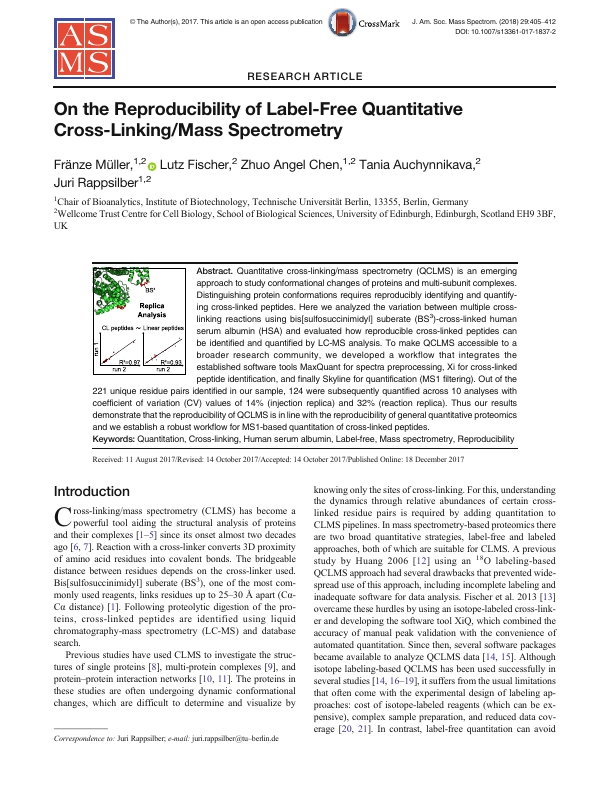 ASMS
© The Author(s), 2017. This article is an open access publication
CrossMark
J. Am. Soc. Mass Spectrom. (2018) 29:405–412
DOI: 10.1007/s13361-017-1837-2
RESEARCH ARTICLE
On the Reproducibility of Label-Free Quantitative
Cross-Linking/Mass Spectrometry
Fränze Müller,1,2 Lutz Fischer,2 Zhuo Angel Chen,1,2 Tania Auchynnikava,2
Juri Rappsilber1,2
1Chair of Bioanalytics, Institute of Biotechnology, Technische Universität Berlin, 13355, Berlin, Germany
2Wellcome Trust Centre for Cell Biology, School of Biological Sciences, University of Edinburgh, Edinburgh, Scotland EH9 3BF,
UK
BS³
Replica
Analysis
CL peptides ~ Linear peptides
run 1
R²=0.97
R²=0.93
run 2
run 2
Abstract. Quantitative cross-linking/mass spectrometry (QCLMS) is an emerging
approach to study conformational changes of proteins and multi-subunit complexes.
Distinguishing protein conformations requires reproducibly identifying and quantify-
ing cross-linked peptides. Here we analyzed the variation between multiple cross-
linking reactions using bis[sulfosuccinimidyl] suberate (BS3)-cross-linked human
serum albumin (HSA) and evaluated how reproducible cross-linked peptides can
be identified and quantified by LC-MS analysis. To make QCLMS accessible to a
broader research community, we developed a workflow that integrates the
established software tools MaxQuant for spectra preprocessing, Xi for cross-linked
peptide identification, and finally Skyline for quantification (MS1 filtering). Out of the
221 unique residue pairs identified in our sample, 124 were subsequently quantified across 10 analyses with
coefficient of variation (CV) values of 14% (injection replica) and 32% (reaction replica). Thus our results
demonstrate that the reproducibility of QCLMS is in line with the reproducibility of general quantitative proteomics
and we establish a robust workflow for MS1-based quantitation of cross-linked peptides.
Keywords: Quantitation, Cross-linking, Human serum albumin, Label-free, Mass spectrometry, Reproducibility
Received: 11 August 2017/Revised: 14 October 2017/Accepted: 14 October 2017/Published Online: 18 December 2017
Introduction
Cross-linking/mass spectrometry (CLMS) has become a
powerful tool aiding the structural analysis of proteins
and their complexes [1–5] since its onset almost two decades
ago [6, 7]. Reaction with a cross-linker converts 3D proximity
of amino acid residues into covalent bonds. The bridgeable
distance between residues depends on the cross-linker used.
Bis[sulfosuccinimidyl] suberate (BS3), one of the most com-
monly used reagents, links residues up to 25–30 Å apart (Cα-
Cα distance) [1]. Following proteolytic digestion of the pro-
teins, cross-linked peptides are identified using liquid
chromatography-mass spectrometry (LC-MS) and database
search.
Previous studies have used CLMS to investigate the struc-
tures of single proteins [8], multi-protein complexes [9], and
protein–protein interaction networks [10, 11]. The proteins in
these studies are often undergoing dynamic conformational
changes, which are difficult to determine and visualize by
Correspondence to: Juri Rappsilber; e-mail: juri.rappsilber@tu–berlin.de
knowing only the sites of cross-linking. For this, understanding
the dynamics through relative abundances of certain cross-
linked residue pairs is required by adding quantitation to
CLMS pipelines. In mass spectrometry-based proteomics there
are two broad quantitative strategies, label-free and labeled
approaches, both of which are suitable for CLMS. A previous
study by Huang 2006 [12] using an 18O labeling-based
QCLMS approach had several drawbacks that prevented wide-
spread use of this approach, including incomplete labeling and
inadequate software for data analysis. Fischer et al. 2013 [13]
overcame these hurdles by using an isotope-labeled cross-link-
er and developing the software tool XiQ, which combined the
accuracy of manual peak validation with the convenience of
automated quantitation. Since then, several software packages
became available to analyze QCLMS data [14, 15]. Although
isotope labeling-based QCLMS has been used successfully in
several studies [14, 16–19], it suffers from the usual limitations
that often come with the experimental design of labeling ap-
proaches: cost of isotope-labeled reagents (which can be ex-
pensive), complex sample preparation, and reduced data cov-
erage [20, 21]. In contrast, label-free quantitation can avoid